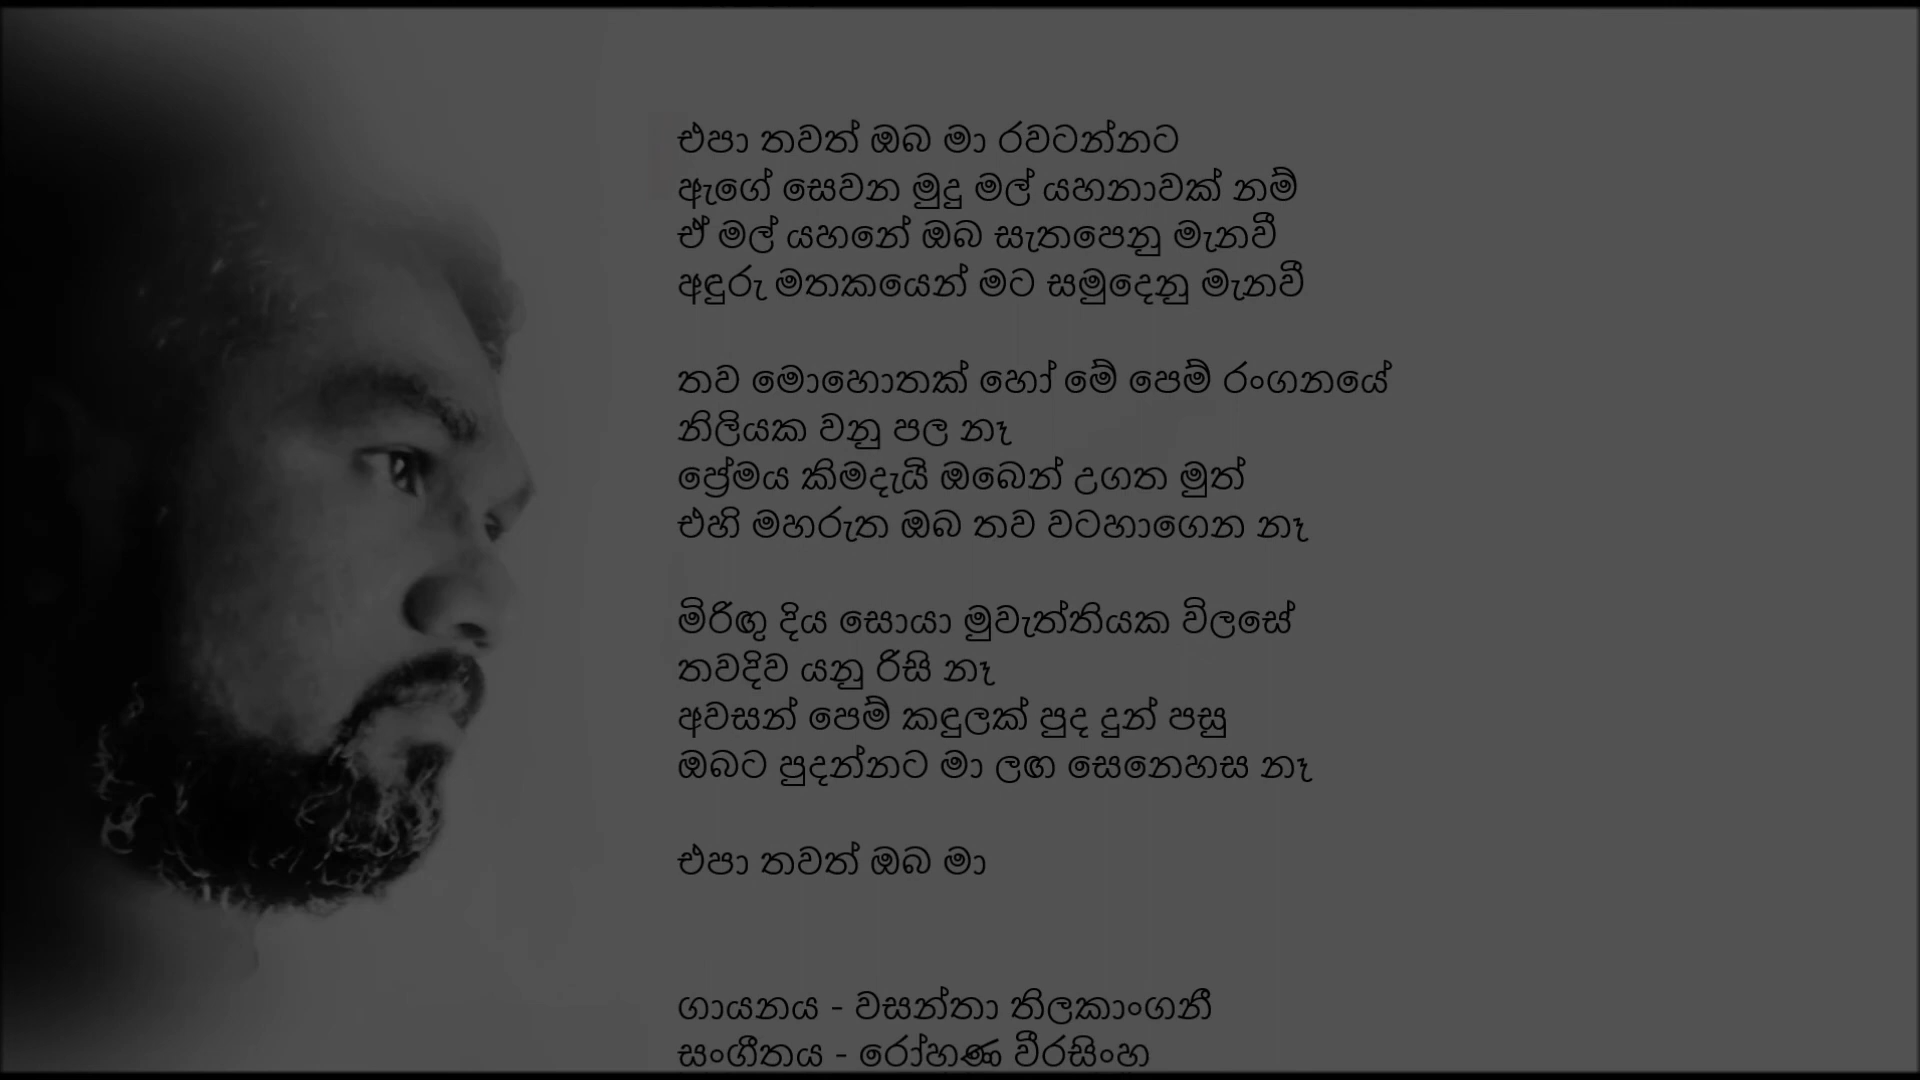 එපා තවත් ඔබ මා රවටන්නට
ඇගේ සෙවන මුදු මල් යහනාවක් නම්
ඒ මල් යහනේ ඔබ සැතපෙනු මැනවී
අඳුරු මතකයෙන් මට සමුදෙනු මැනවී
තව මොහොතක් හෝ මේ පෙම් රංගනයේ
නිලියක වනු පල නෑ
ප්‍රේමය කිමදැයි ඔබෙන් උගත මුත්
එහි මහරුත ඔබ තව වටහාගෙන නෑ
මිරිඟු දිය සොයා මුවැත්තියක විලසේ
තවදිව යනු රිසි නෑ
අවසන් පෙම් කඳුලක් පුද දුන් පසු
ඔබට පුදන්නට මා ලඟ සෙනෙහස නෑ
එපා තවත් ඔබ මා
ගායනය - වසන්තා තිලකාංගනී
සංගීතය - රෝහණ වීරසිංහ